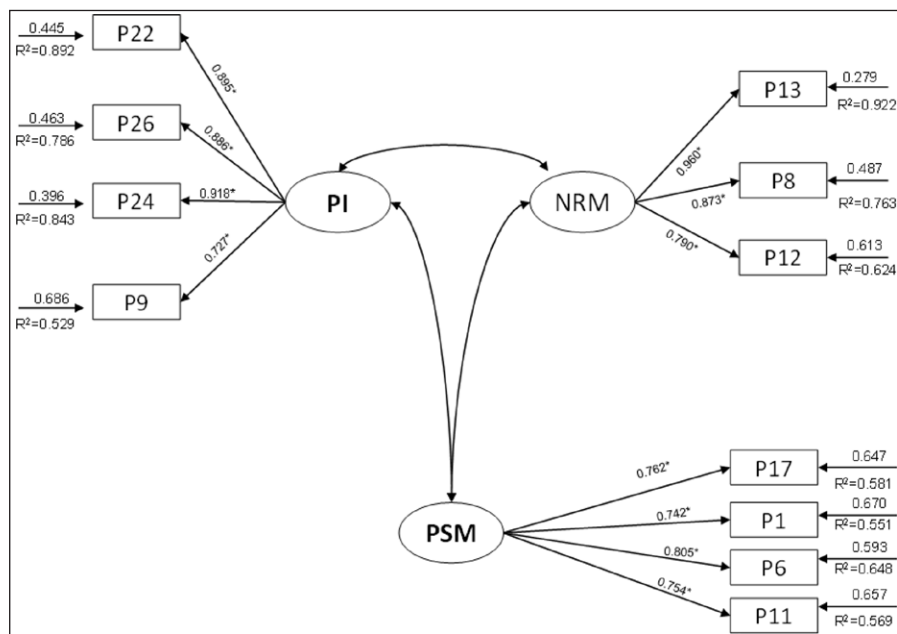 0.445
R²=0.892
P22
0.895*
0.463
R²=0.786
P26
0.886*
0.396
R²=0.843
P24
0.918*
0.686
R²=0.529
P9
0.727*
PI
NRM
0.960*
P13
0.279
R²=0.922
0.873*
P8
0.487
R²=0.763
0.790*
P12
0.613
R²=0.624
PSM
0.762*
P17
0.647
R²=0.581
0.742*
P1
0.670
R²=0.551
0.805*
P6
0.593
R²=0.648
0.754*
P11
0.657
R²=0.569